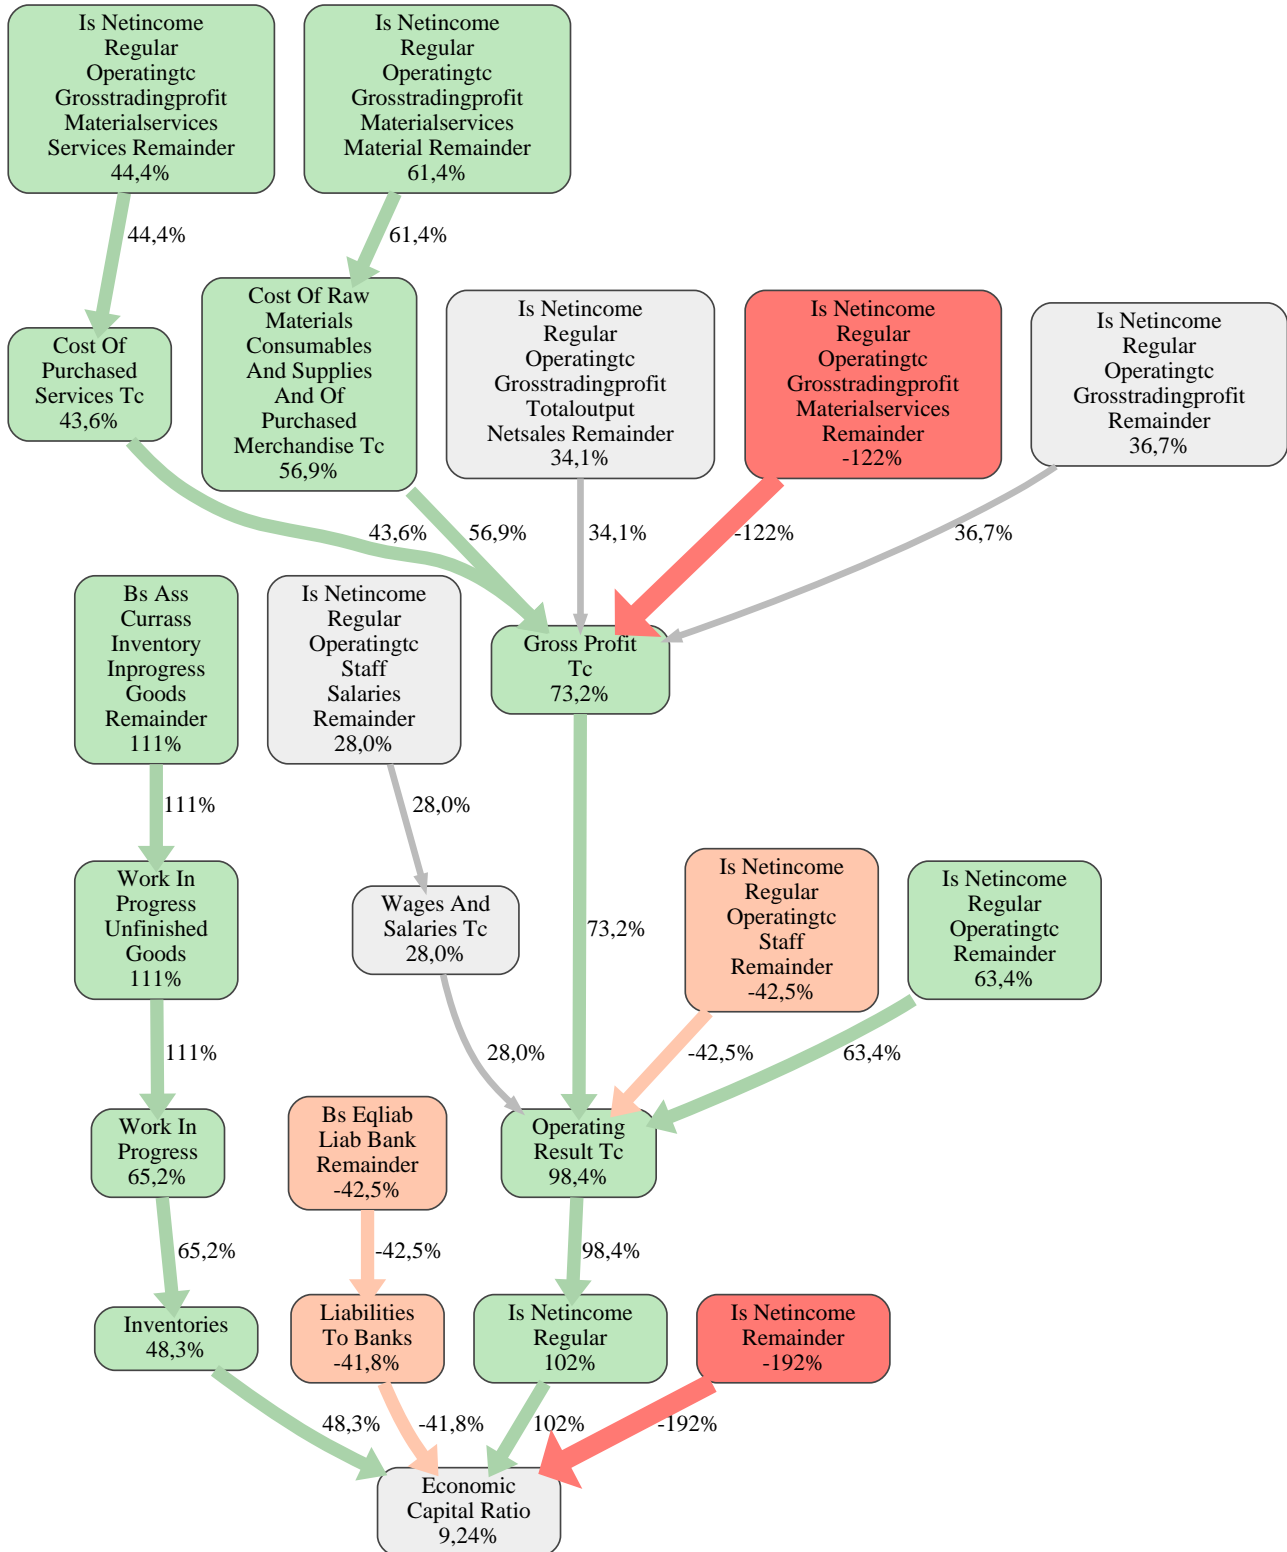 Is Netincome
Regular
Operatingtc
Grosstradingprofit
Materialservices
Services Remainder
44,4%
Is Netincome
Regular
Operatingtc
Grosstradingprofit
Materialservices
Material Remainder
61,4%
44,4%
61,4%
Cost Of
Purchased
Services Tc
43,6%
Cost Of Raw
Materials
Consumables
And Supplies
And Of
Purchased
Merchandise Tc
56,9%
Is Netincome
Regular
Operatingtc
Grosstradingprofit
Totaloutput
Netsales Remainder
34,1%
Is Netincome
Regular
Operatingtc
Grosstradingprofit
Materialservices
Remainder
-122%
Is Netincome
Regular
Operatingtc
Grosstradingprofit
Remainder
36,7%
43,6%
56,9%
34,1%
-122%
36,7%
Bs Ass
Currass
Inventory
Inprogress
Goods
Remainder
111%
Is Netincome
Regular
Operatingtc
Staff
Salaries
Remainder
28,0%
Gross Profit
Tc
73,2%
111%
28,0%
Work In
Progress
Unfinished
Goods
111%
Wages And
Salaries Tc
28,0%
73,2%
Is Netincome
Regular
Operatingtc
Staff
Remainder
-42,5%
Is Netincome
Regular
Operatingtc
Remainder
63,4%
111%
28,0%
-42,5%
63,4%
Work In
Progress
65,2%
Bs Eqliab
Liab Bank
Remainder
-42,5%
Operating
Result Tc
98,4%
65,2%
-42,5%
98,4%
Inventories
48,3%
Liabilities
To Banks
-41,8%
Is Netincome
Regular
102%
Is Netincome
Remainder
-192%
48,3%
-41,8%
102%
-192%
Economic
Capital Ratio
9,24%